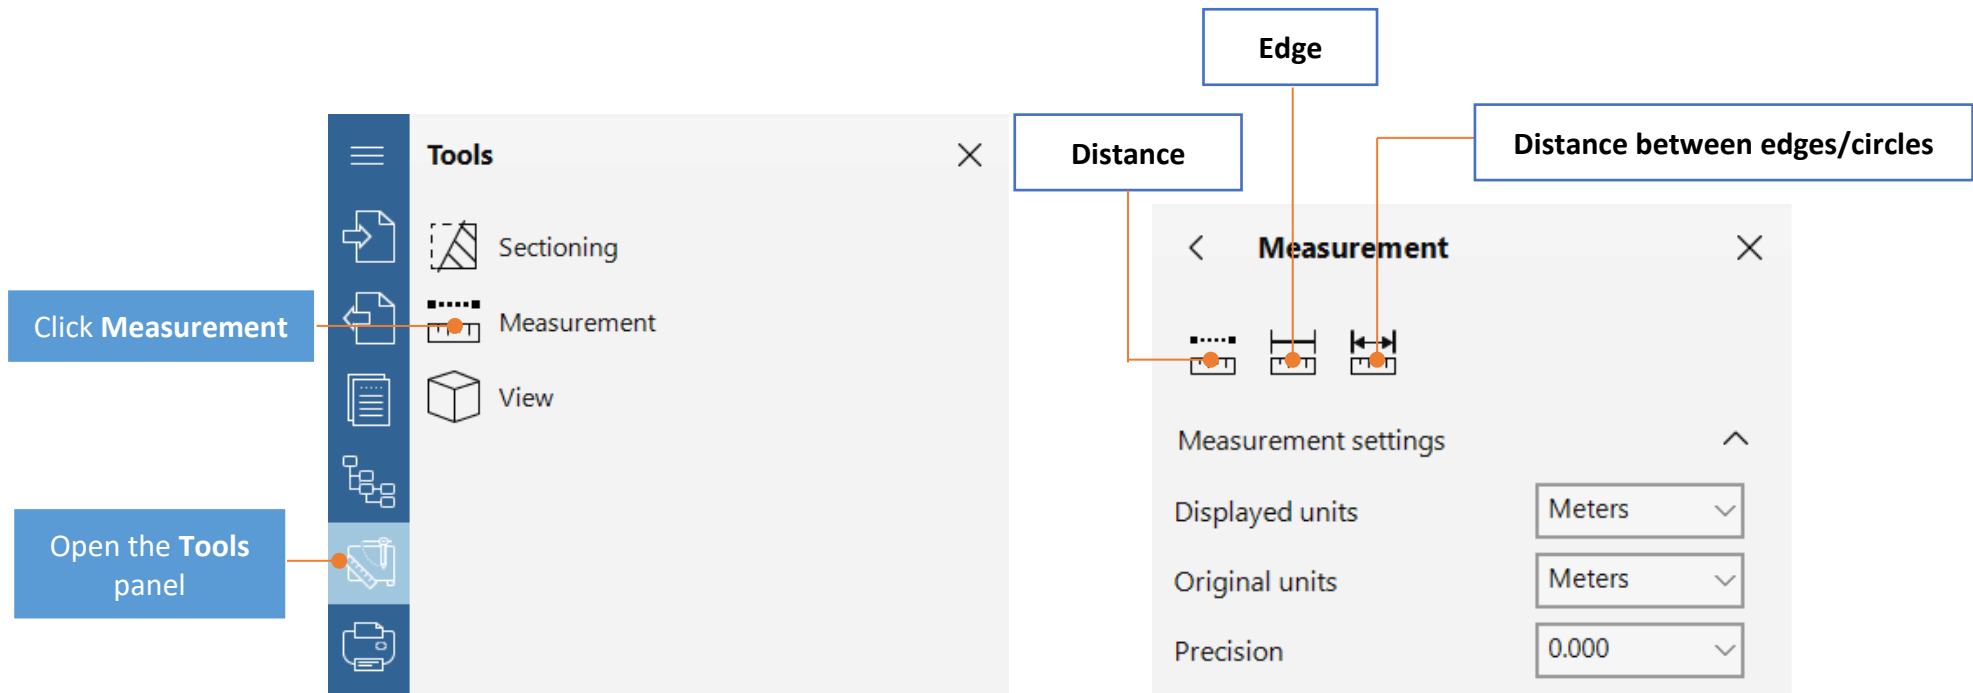 Edge
Distance
Distance between edges/circles
Tools
Sectioning
Measurement
View
Click Measurement
Open the Tools
panel
Measurement
Measurement settings
Displayed units
Meters
Original units
Meters
Precision
0.000